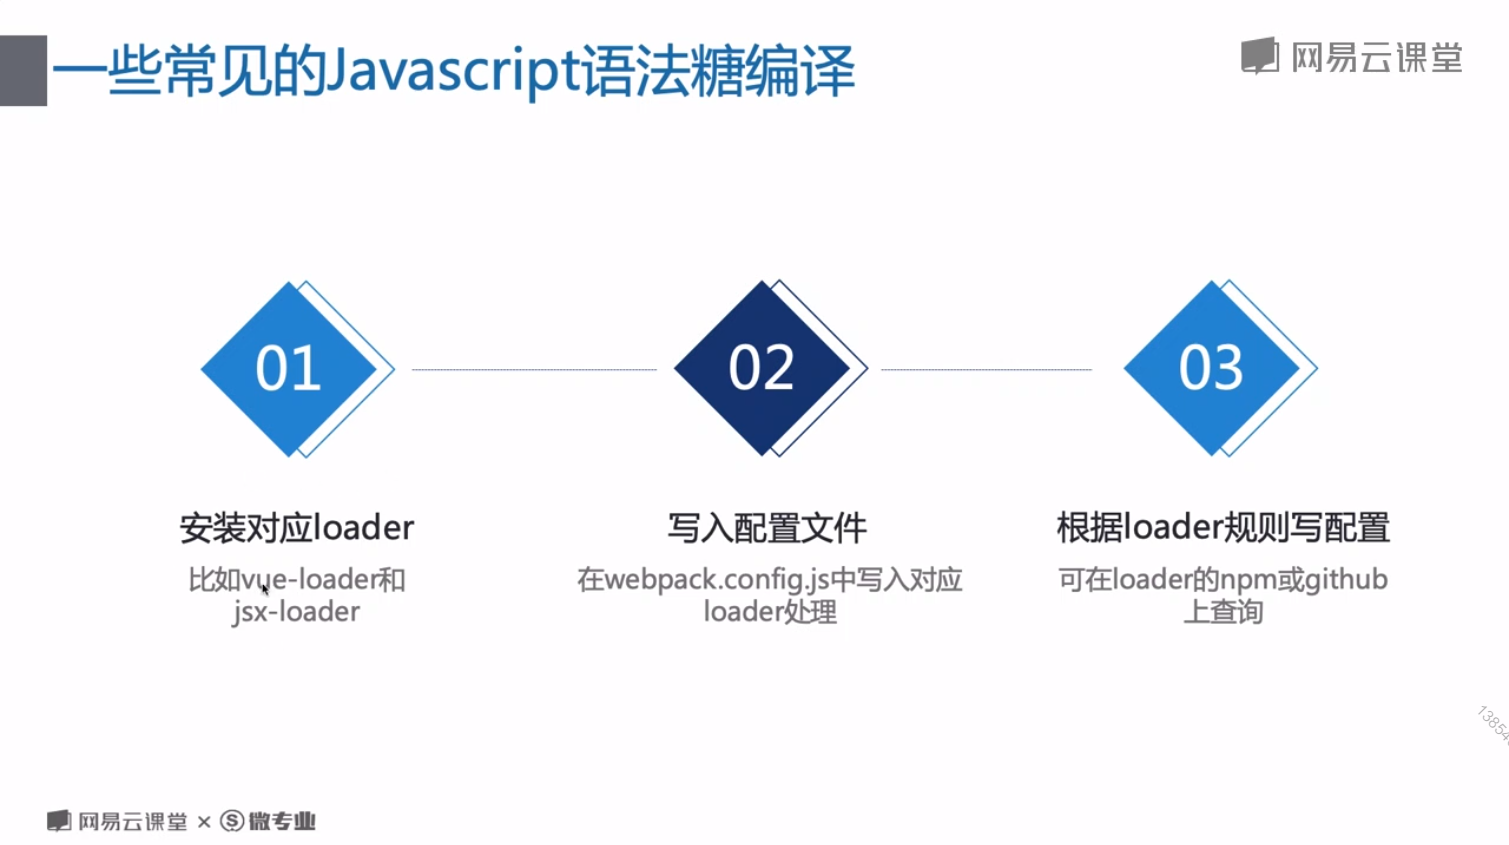 一些常见的Javascript语法糖编译
网易云课堂
01
02
03
安装对应loader
比如vue-loader和
jsx-loader
写入配置文件
在webpack.config.js中写入对应
loader处理
根据loader规则写配置
可在loader的npm或github
上查询
网易云课堂 × Ⓢ 微专业